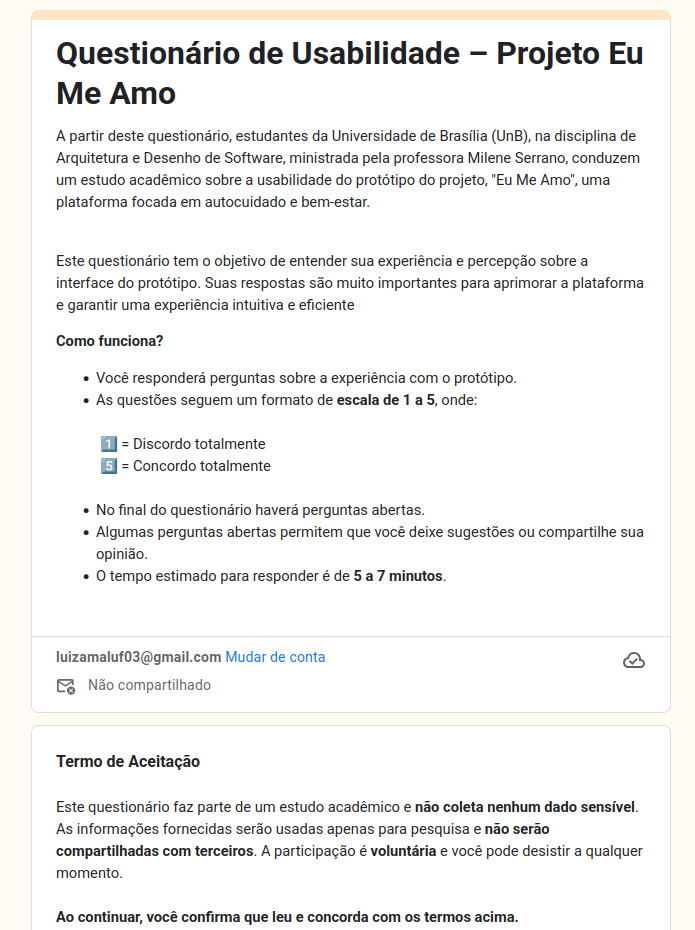 Questionário de Usabilidade – Projeto Eu
Me Amo
A partir deste questionário, estudantes da Universidade de Brasília (UnB), na disciplina de
Arquitetura e Desenho de Software, ministrada pela professora Milene Serrano, conduzem
um estudo acadêmico sobre a usabilidade do protótipo do projeto, "Eu Me Amo", uma
plataforma focada em autocuidado e bem-estar.
Este questionário tem o objetivo de entender sua experiência e percepção sobre a
interface do protótipo. Suas respostas são muito importantes para aprimorar a plataforma
e garantir uma experiência intuitiva e eficiente
Como funciona?
• Você responderá perguntas sobre a experiência com o protótipo.
• As questões seguem um formato de escala de 1 a 5, onde:
1️⃣ = Discordo totalmente
5️⃣ = Concordo totalmente
• No final do questionário haverá perguntas abertas.
• Algumas perguntas abertas permitem que você deixe sugestões ou compartilhe sua
opinião.
• O tempo estimado para responder é de 5 a 7 minutos.
luizamaluf03@gmail.com Mudar de conta
Não compartilhado
Termo de Aceitação
Este questionário faz parte de um estudo acadêmico e não coleta nenhum dado sensível.
As informações fornecidas serão usadas apenas para pesquisa e não serão
compartilhadas com terceiros. A participação é voluntária e você pode desistir a qualquer
momento.
Ao continuar, você confirma que leu e concorda com os termos acima.